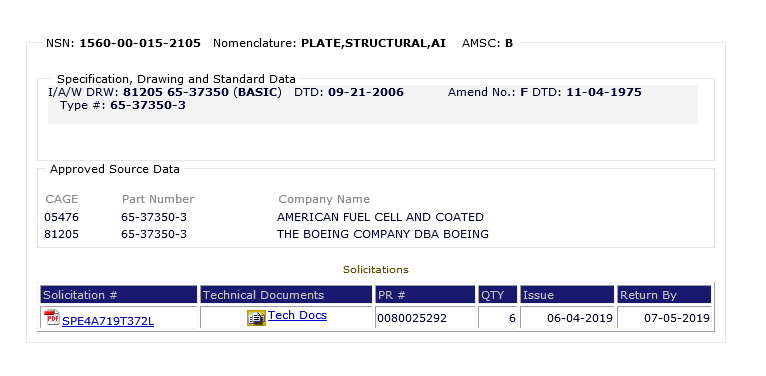 NSN: 1560-00-015-2105 Nomenclature: PLATE,STRUCTURAL,AI AMSC: B
Specification, Drawing and Standard Data
I/A/W DRW: 81205 65-37350 (BASIC) DTD: 09-21-2006 Amend No.: F DTD: 11-04-1975
Type #: 65-37350-3
Approved Source Data
CAGE Part Number Company Name
05476 65-37350-3 AMERICAN FUEL CELL AND COATED
81205 65-37350-3 THE BOEING COMPANY DBA BOEING
Solicitations
Solicitation # Technical Documents PR # QTY Issue Return By
PDF SPE4A719T372L Tech Docs 0080025292 6 06-04-2019 07-05-2019